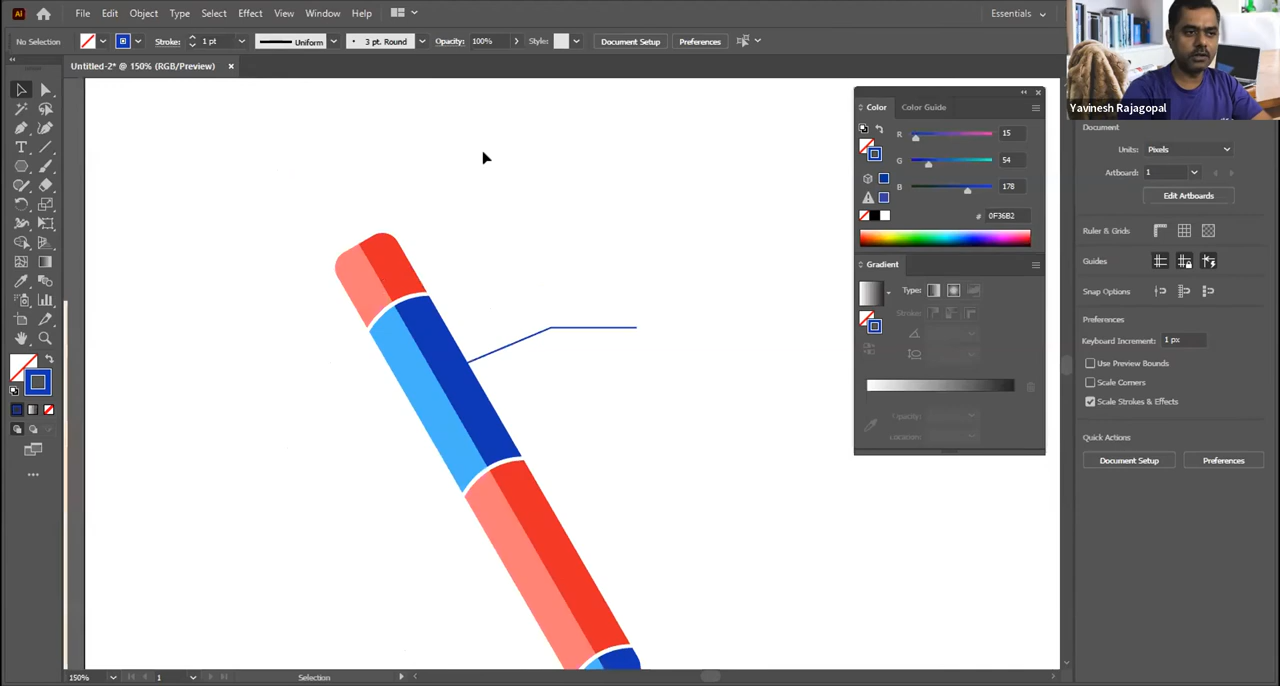 Ai File Edit Object Type Select Effect View Window Help Essentials
No Selection Stroke: 1 pt Uniform 3 pt. Round Opacity: 100% Style: Document Setup Preferences
Untitled-2* @ 150% (RGB/Preview)
Yavinesh Rajagopal
Color Color Guide
R 15
G 54
B 178
# 0F36B2
Gradient
Types:
Stroke:
Opacity:
Location:
Document
Units: Pixels
Artboard: 1
Edit Artboards
Ruler & Grids
Guides
Snap Options
Preferences
Keyboard Increment: 1 px
Use Preview Bounds
Scale Corners
Scale Strokes & Effects
Quick Actions
Document Setup Preferences
150% 1 Selection